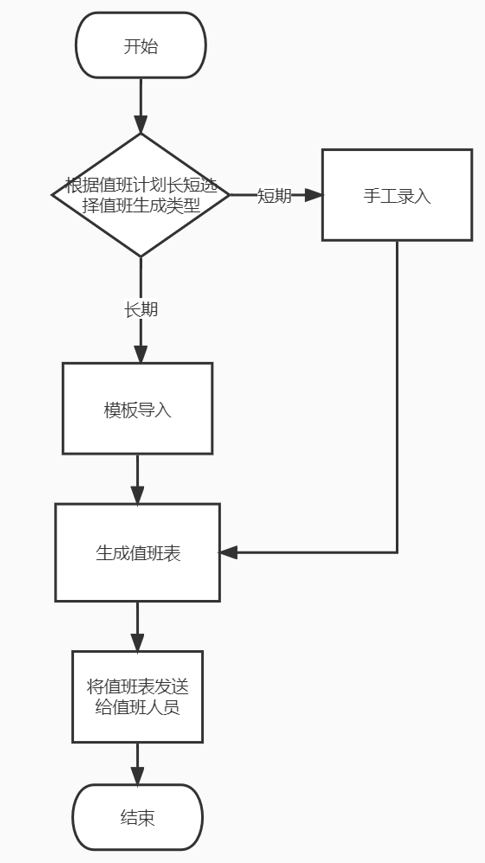 开始
根据值班计划长短选
择值班生成类型
短期
手工录入
长期
模板导入
生成值班表
将值班表发送
给值班人员
结束